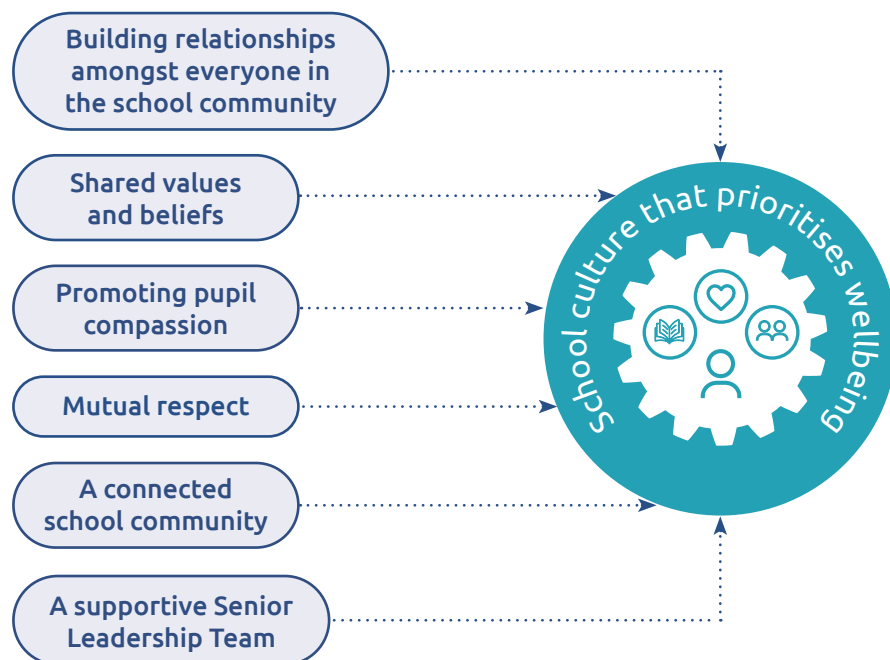 Building relationships
amongst everyone in
the school community
Shared values
and beliefs
Promoting pupil
compassion
Mutual respect
A connected
school community
A supportive Senior
Leadership Team
School culture that prioritises wellbeing